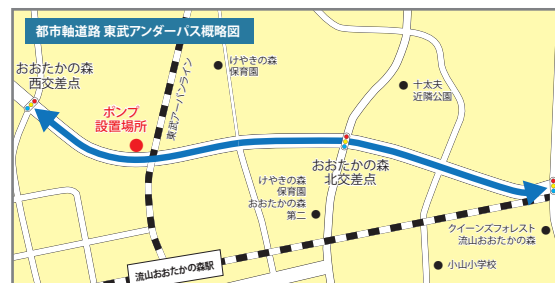 都市軸道路 東武アンダーパス概略図
おおたかの森
西交差点
ポンプ
設置場所
東武アーバンライン
けやきの森
保育園
十太夫
近隣公園
おおたかの森
北交差点
けやきの森
保育園
おおたかの森
第二
クイーンズフォレスト
流山おおたかの森
小山小学校
流山おおたかの森駅